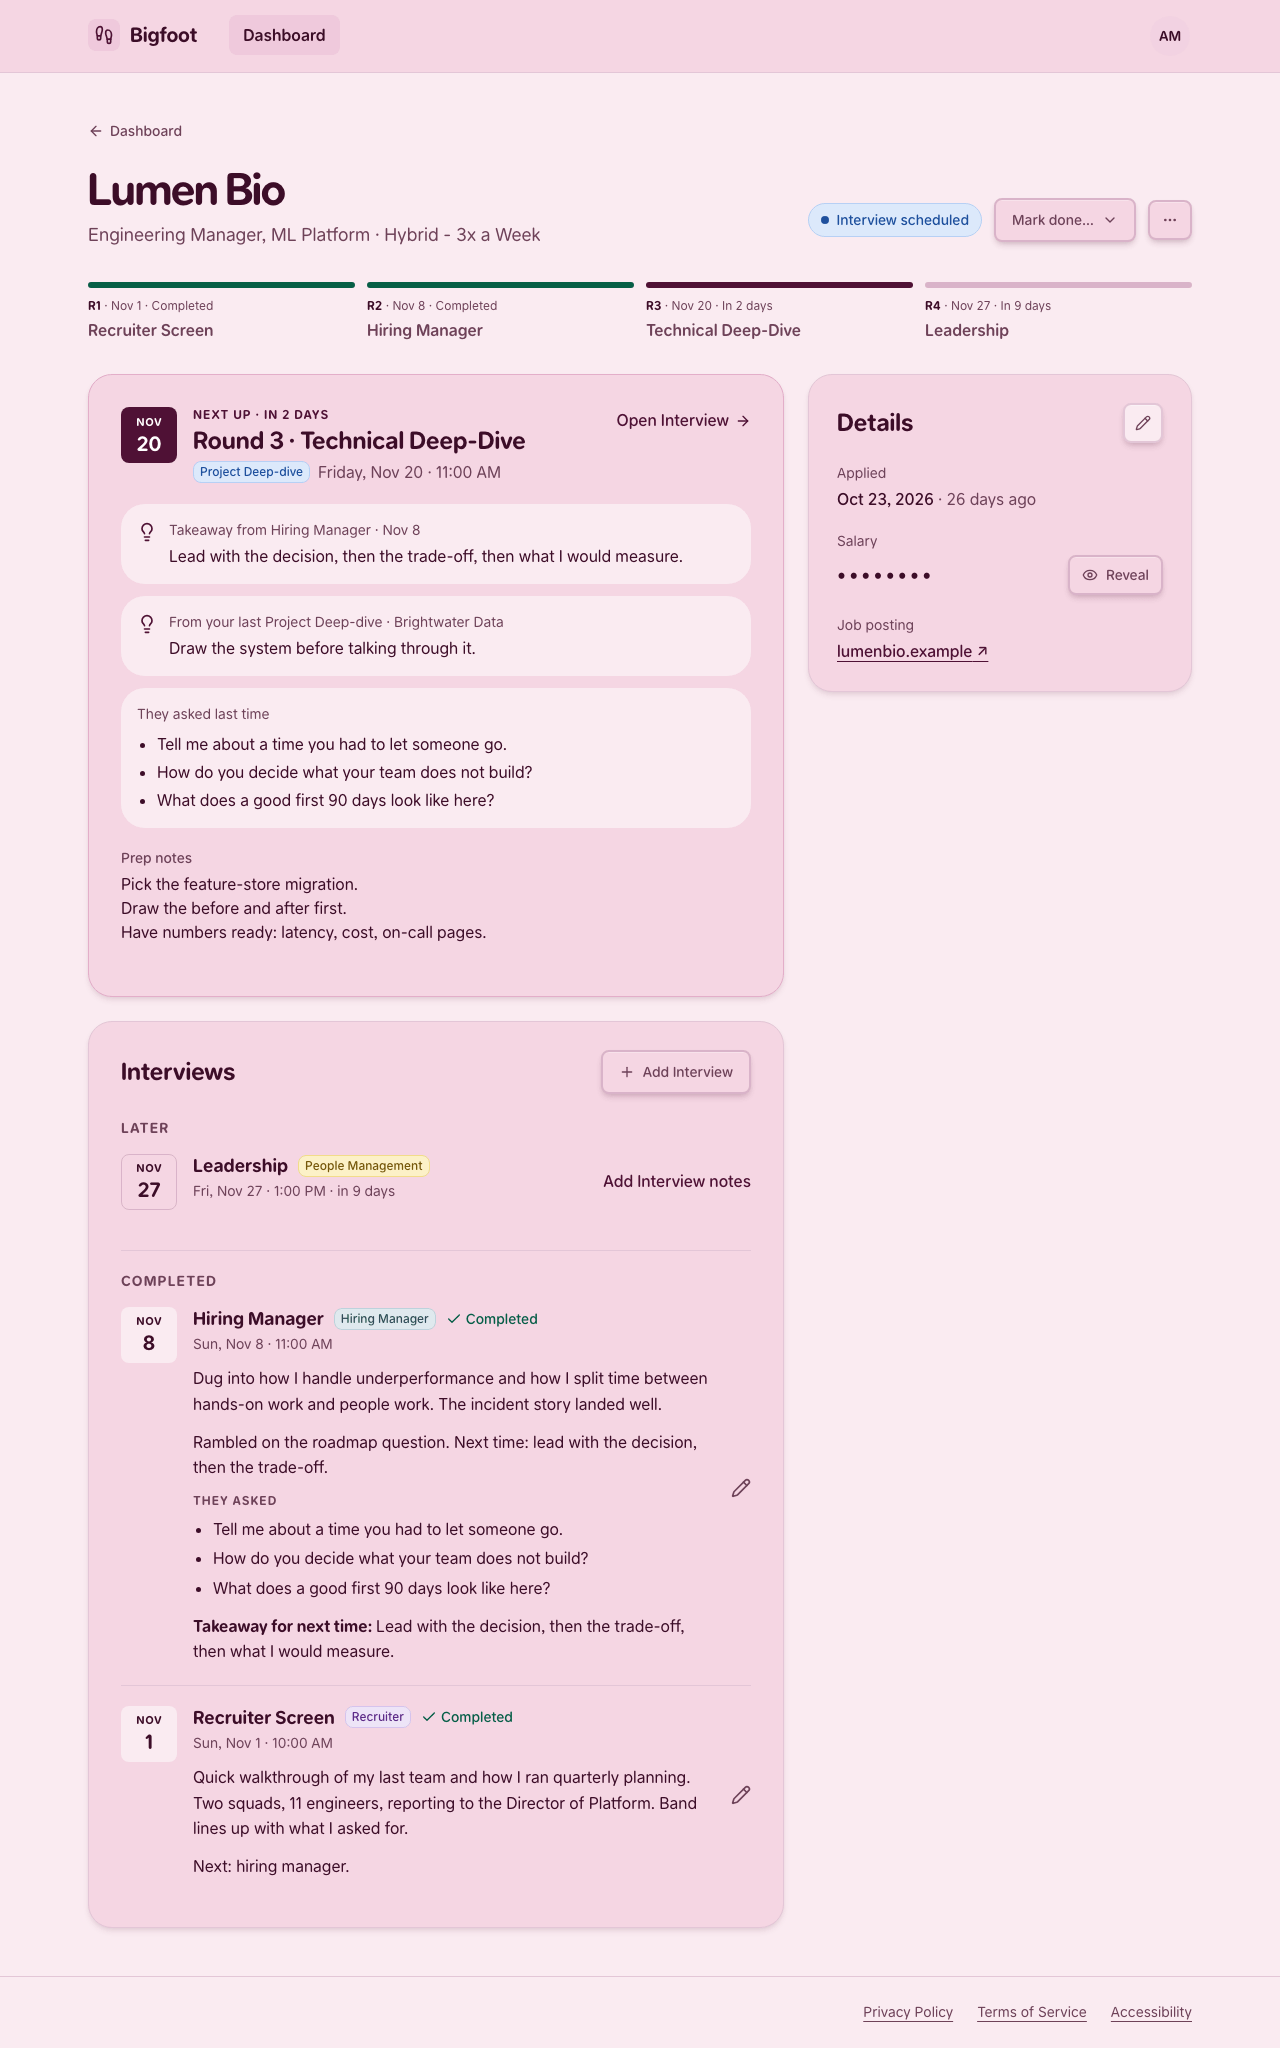 Bigfoot
Dashboard
AM
← Dashboard
Lumen Bio
Engineering Manager, ML Platform · Hybrid - 3x a Week
Interview scheduled
Mark done...
R1 · Nov 1 · Completed
Recruiter Screen
R2 · Nov 8 · Completed
Hiring Manager
R3 · Nov 20 · In 2 days
Technical Deep-Dive
R4 · Nov 27 · In 9 days
Leadership
NOV
20
NEXT UP · IN 2 DAYS
Round 3 · Technical Deep-Dive
Project Deep-dive Friday, Nov 20 · 11:00 AM
Open Interview →
Takeaway from Hiring Manager · Nov 8
Lead with the decision, then the trade-off, then what I would measure.
From your last Project Deep-dive · Brightwater Data
Draw the system before talking through it.
They asked last time
• Tell me about a time you had to let someone go.
• How do you decide what your team does not build?
• What does a good first 90 days look like here?
Prep notes
Pick the feature-store migration.
Draw the before and after first.
Have numbers ready: latency, cost, on-call pages.
Details
Applied
Oct 23, 2026 · 26 days ago
Salary
••••••••
Reveal
Job posting
lumenbio.example ↗
Interviews
+ Add Interview
LATER
NOV
27
Leadership People Management
Fri, Nov 27 · 1:00 PM · in 9 days
Add Interview notes
COMPLETED
NOV
8
Hiring Manager Hiring Manager ✓ Completed
Sun, Nov 8 · 11:00 AM
Dug into how I handle underperformance and how I split time between
hands-on work and people work. The incident story landed well.
Rambled on the roadmap question. Next time: lead with the decision,
then the trade-off.
THEY ASKED
• Tell me about a time you had to let someone go.
• How do you decide what your team does not build?
• What does a good first 90 days look like here?
Takeaway for next time: Lead with the decision, then the trade-off,
then what I would measure.
NOV
1
Recruiter Screen Recruiter ✓ Completed
Sun, Nov 1 · 10:00 AM
Quick walkthrough of my last team and how I ran quarterly planning.
Two squads, 11 engineers, reporting to the Director of Platform. Band
lines up with what I asked for.
Next: hiring manager.
Privacy Policy
Terms of Service
Accessibility